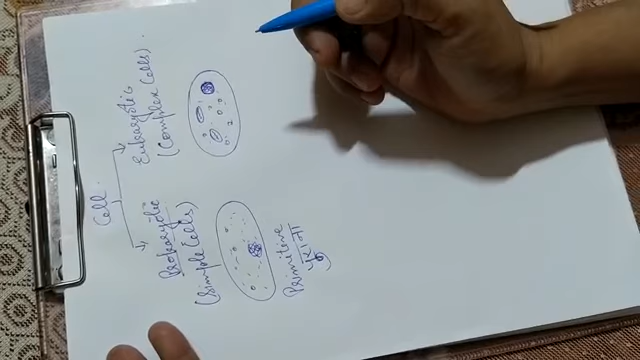 Cell.
Prokaryotic
(Simple Cells)
Primitive
पुराना
Eukaryotic
(Complex Cells).